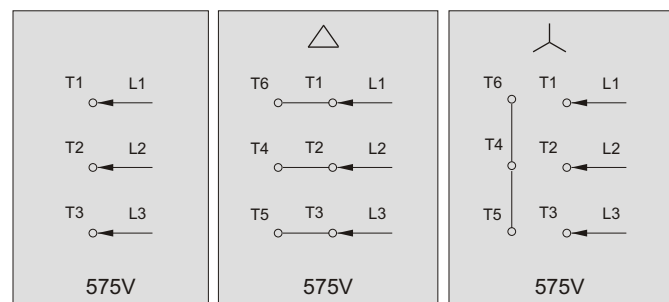 T1 L1
T2 L2
T3 L3
575V
T6 T1 L1
T4 T2 L2
T5 T3 L3
575V
T6 T1 L1
T4 T2 L2
T5 T3 L3
575V